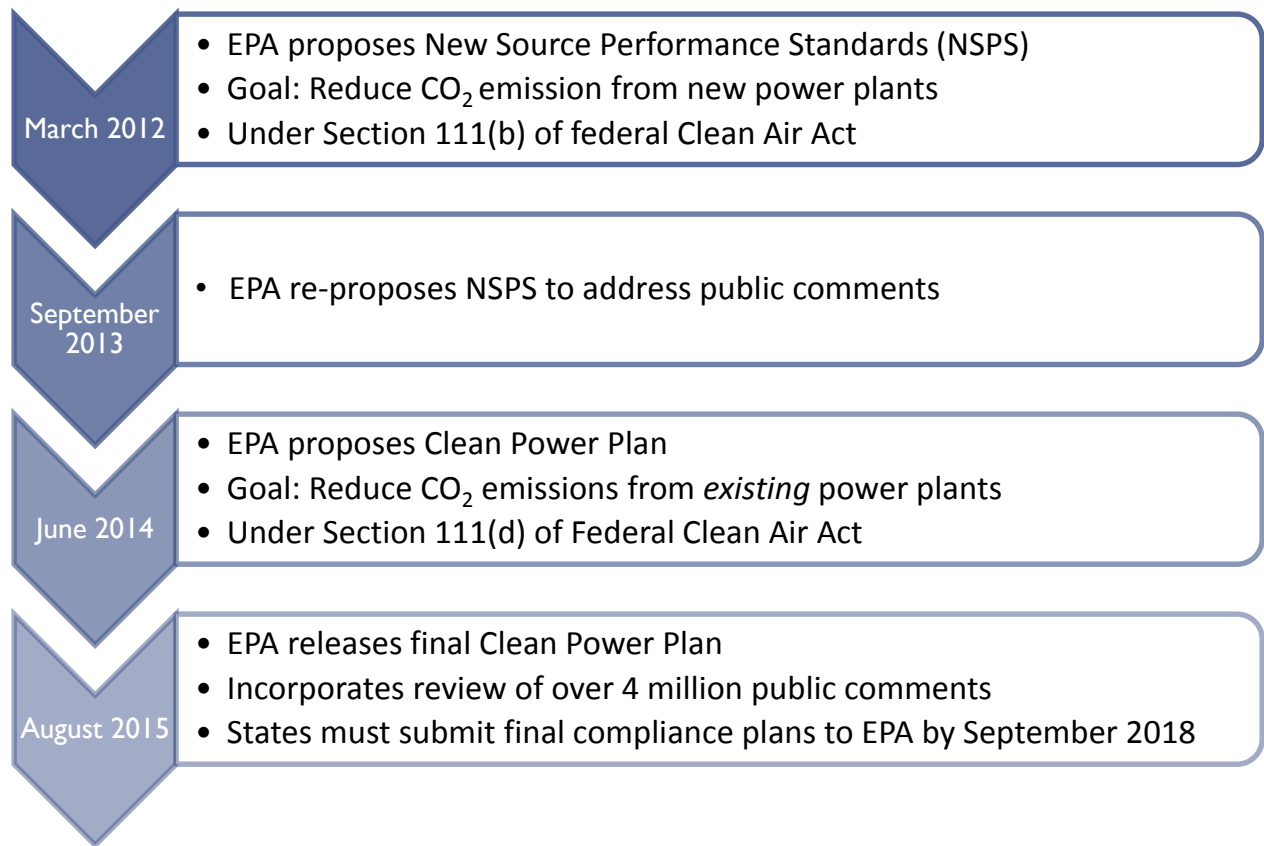 March 2012
• EPA proposes New Source Performance Standards (NSPS)
• Goal: Reduce CO₂ emission from new power plants
• Under Section 111(b) of federal Clean Air Act
September
2013
• EPA re-proposes NSPS to address public comments
June 2014
• EPA proposes Clean Power Plan
• Goal: Reduce CO₂ emissions from existing power plants
• Under Section 111(d) of Federal Clean Air Act
August 2015
• EPA releases final Clean Power Plan
• Incorporates review of over 4 million public comments
• States must submit final compliance plans to EPA by September 2018